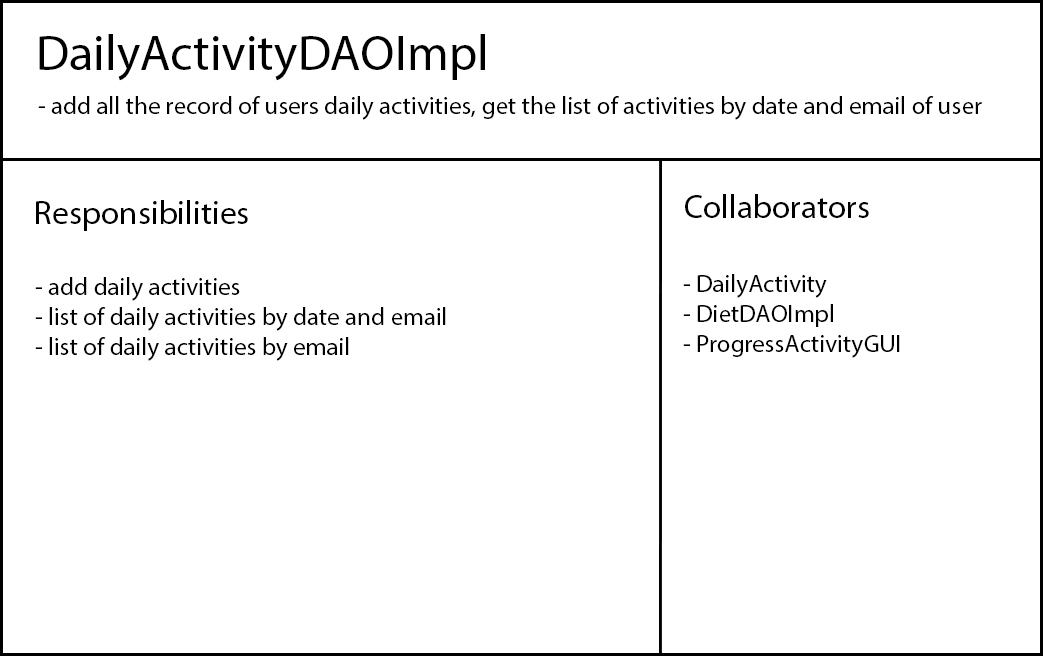 DailyActivityDAOImpl
- add all the record of users daily activities, get the list of activities by date and email of user
Responsibilities
- add daily activities
- list of daily activities by date and email
- list of daily activities by email
Collaborators
- DailyActivity
- DietDAOImpl
- ProgressActivityGUI